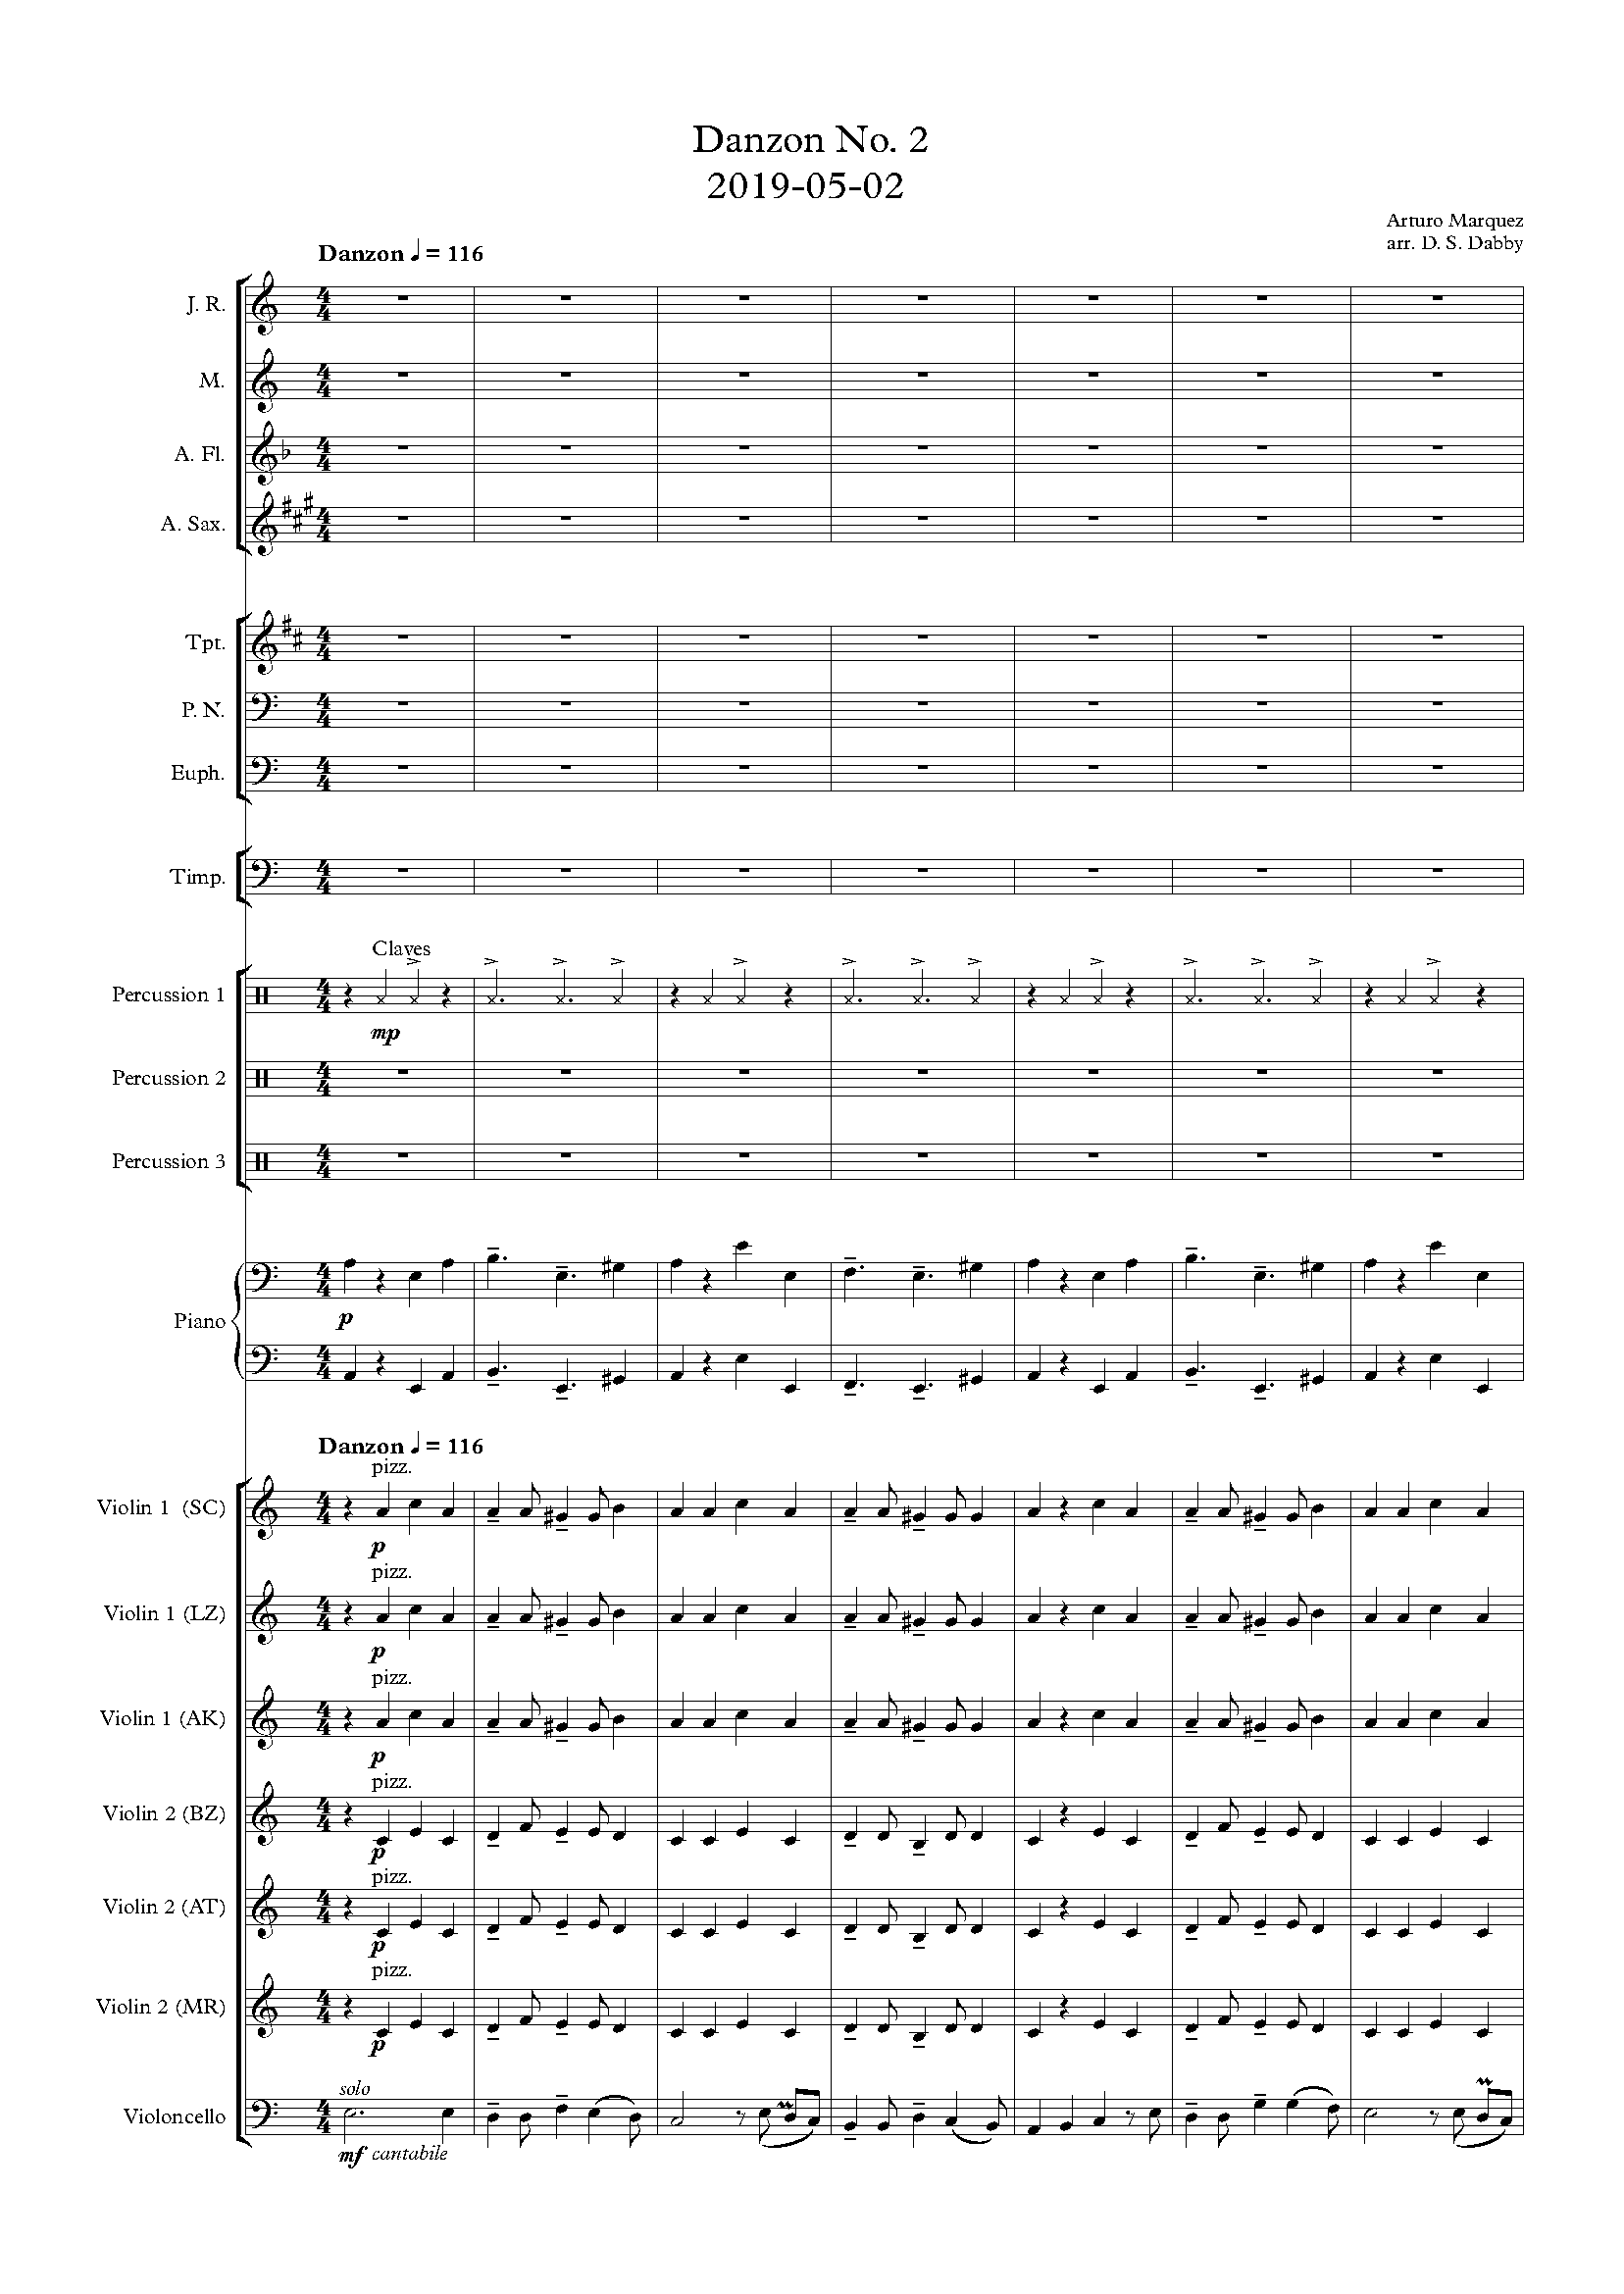 Danzon No. 2
2019-05-02
Arturo Marquez
arr. D. S. Dabby
Danzon ♩ = 116
J. R.
M.
A. Fl.
A. Sax.
Tpt.
P. N.
Euph.
Timp.
Claves
Percussion 1
mp
Percussion 2
Percussion 3
p
Piano
Danzon ♩ = 116
pizz.
Violin 1 (SC)
p
pizz.
Violin 1 (LZ)
p
pizz.
Violin 1 (AK)
p
pizz.
Violin 2 (BZ)
p
pizz.
Violin 2 (AT)
p
pizz.
Violin 2 (MR)
p
solo
Violoncello
mf cantabile